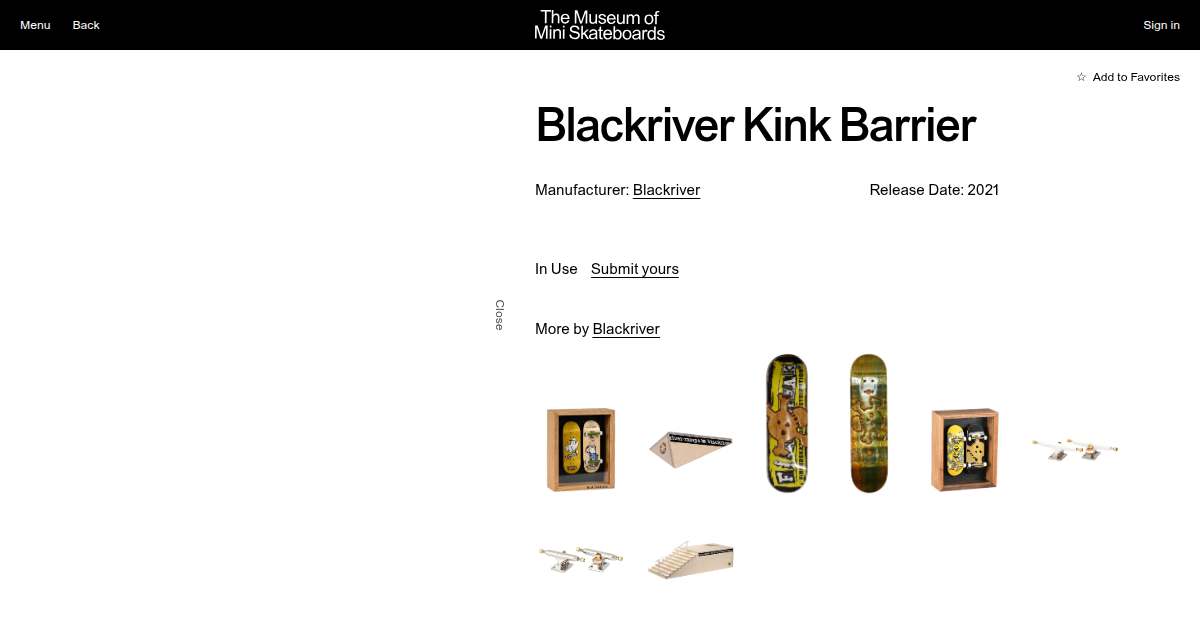 Menu
Back
The Museum of
Mini Skateboards
Sign in
☆ Add to Favorites
Blackriver Kink Barrier
Manufacturer: Blackriver
Release Date: 2021
In Use
Submit yours
Close
More by Blackriver